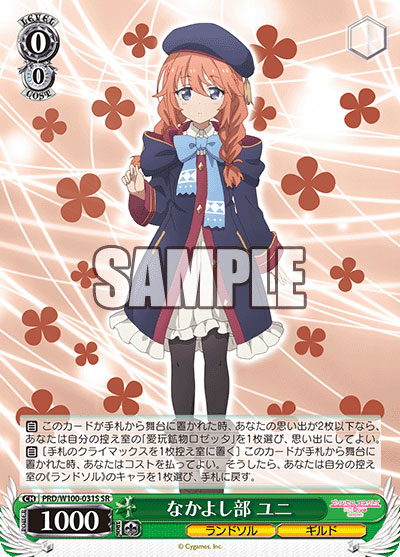 LEVEL
0
0
COST
SAMPLE
自 このカードが手札から舞台に置かれた時、あなたの思い出が2枚以下なら、
あなたは自分の控え室の「愛玩鉱物ロゼッタ」を1枚選び、思い出にしてよい。
自 [手札のクライマックスを1枚控え室に置く] このカードが手札から舞台に
置かれた時、あなたはコストを払ってよい。そうしたら、あなたは自分の控え室
の《ランドソル》のキャラを1枚選び、手札に戻す。
CH PRD/W100-031S SR
なかよし部 ユニ
POWER
1000
ランドソル
ギルド
© Cygames, Inc.